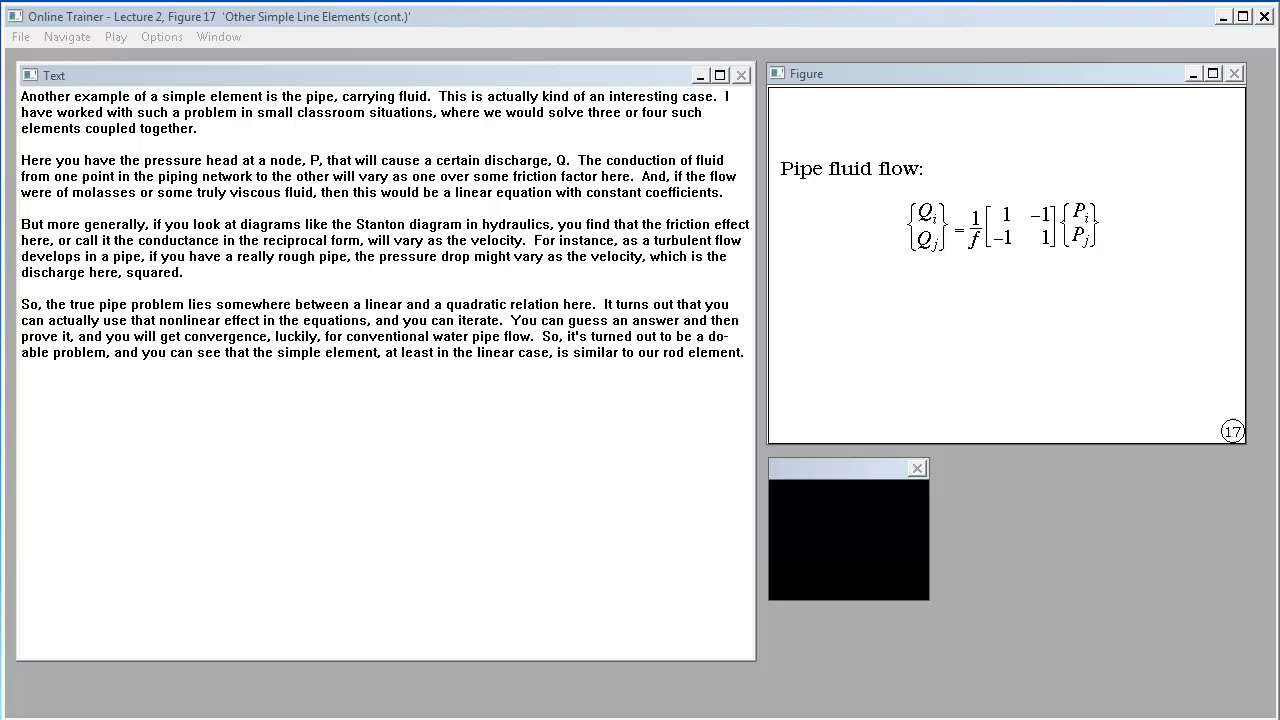 Online Trainer - Lecture 2, Figure 17 'Other Simple Line Elements (cont.)'
File Navigate Play Options Window
Text
Another example of a simple element is the pipe, carrying fluid. This is actually kind of an interesting case. I
have worked with such a problem in small classroom situations, where we would solve three or four such
elements coupled together.
Here you have the pressure head at a node, P, that will cause a certain discharge, Q. The conduction of fluid
from one point in the piping network to the other will vary as one over some friction factor here. And, if the flow
were of molasses or some truly viscous fluid, then this would be a linear equation with constant coefficients.
But more generally, if you look at diagrams like the Stanton diagram in hydraulics, you find that the friction effect
here, or call it the conductance in the reciprocal form, will vary as the velocity. For instance, as a turbulent flow
develops in a pipe, if you have a really rough pipe, the pressure drop might vary as the velocity, which is the
discharge here, squared.
So, the true pipe problem lies somewhere between a linear and a quadratic relation here. It turns out that you
can actually use that nonlinear effect in the equations, and you can iterate. You can guess an answer and then
prove it, and you will get convergence, luckily, for conventional water pipe flow. So, it's turned out to be a do-
able problem, and you can see that the simple element, at least in the linear case, is similar to our rod element.
Figure
Pipe fluid flow:
{Qi Qj} = 1/f [1 −1 −1 1] {Pi Pj}
17